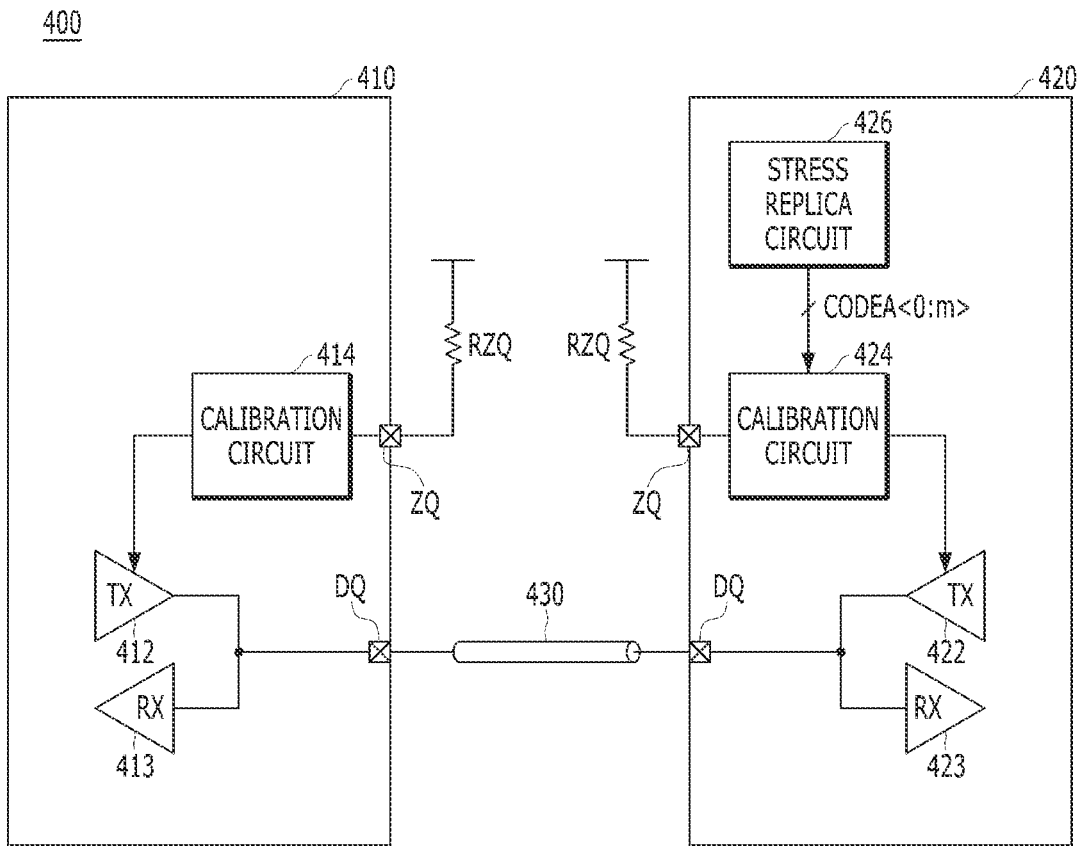 400
410
420
426
STRESS
REPLICA
CIRCUIT
CODEA<0:m>
RZQ
RZQ
414
CALIBRATION
CIRCUIT
424
CALIBRATION
CIRCUIT
ZQ
ZQ
TX
412
DQ
430
DQ
TX
422
RX
413
RX
423